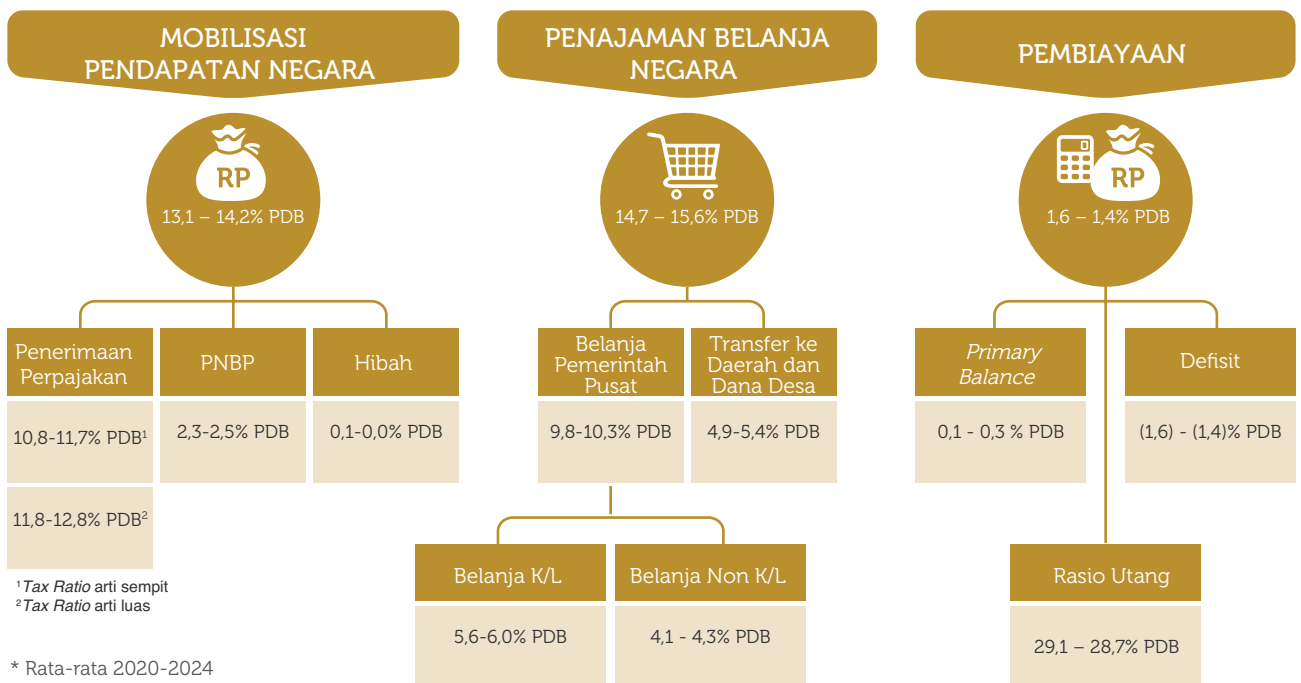 MOBILISASI
PENDAPATAN NEGARA
RP
13,1 – 14,2% PDB
Penerimaan
Perpajakan
10,8-11,7% PDB¹
11,8-12,8% PDB²
PNBP
2,3-2,5% PDB
Hibah
0,1-0,0% PDB
¹Tax Ratio arti sempit
²Tax Ratio arti luas
* Rata-rata 2020-2024
PENAJAMAN BELANJA
NEGARA
14,7 – 15,6% PDB
Belanja
Pemerintah
Pusat
9,8-10,3% PDB
Transfer ke
Daerah dan
Dana Desa
4,9-5,4% PDB
Belanja K/L
5,6-6,0% PDB
Belanja Non K/L
4,1 - 4,3% PDB
PEMBIAYAAN
0
RP
1,6 – 1,4% PDB
Primary
Balance
0,1 - 0,3 % PDB
Defisit
(1,6) - (1,4)% PDB
Rasio Utang
29,1 – 28,7% PDB